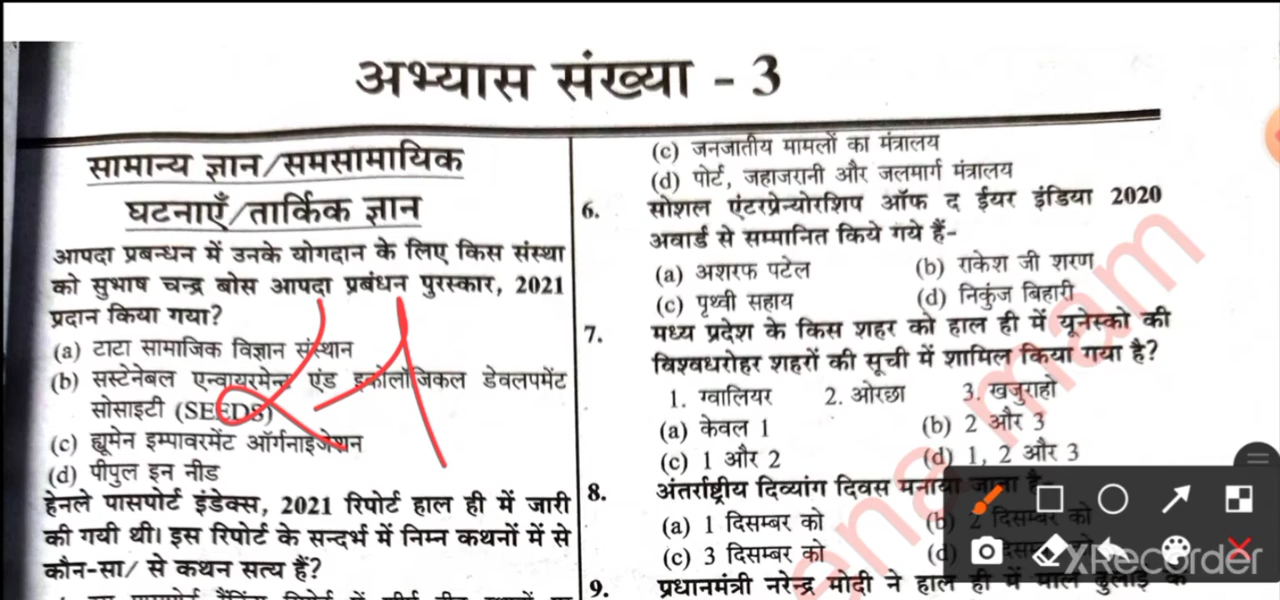 अभ्यास संख्या - 3
सामान्य ज्ञान/समसामायिक
घटनाएँ/तार्किक ज्ञान
आपदा प्रबन्धन में उनके योगदान के लिए किस संस्था
को सुभाष चन्द्र बोस आपदा प्रबंधन पुरस्कार, 2021
प्रदान किया गया?
(a) टाटा सामाजिक विज्ञान संस्थान
(b) सस्टेनेबल एन्वायरमेन्ट एंड इकोलॉजिकल डेवलपमेंट
सोसाइटी (SEEDS)
(c) ह्यूमेन इम्पावरमेंट ऑर्गनाइजेशन
(d) पीपुल इन नीड
हेनले पासपोर्ट इंडेक्स, 2021 रिपोर्ट हाल ही में जारी
की गयी थी। इस रिपोर्ट के सन्दर्भ में निम्न कथनों में से
कौन-सा/ से कथन सत्य हैं?
(c) जनजातीय मामलों का मंत्रालय
(d) पोर्ट, जहाजरानी और जलमार्ग मंत्रालय
6. सोशल एंटरप्रेन्योरशिप ऑफ द ईयर इंडिया 2020
अवार्ड से सम्मानित किये गये हैं-
(a) अशरफ पटेल (b) राकेश जी शरण
(c) पृथ्वी सहाय (d) निकुंज बिहारी
7. मध्य प्रदेश के किस शहर को हाल ही में यूनेस्को की
विश्वधरोहर शहरों की सूची में शामिल किया गया है?
1. ग्वालियर 2. ओरछा 3. खजुराहो
(a) केवल 1 (b) 2 और 3
(c) 1 और 2 (d) 1, 2 और 3
8. अंतर्राष्ट्रीय दिव्यांग दिवस मनाया जाता है-
(a) 1 दिसम्बर को (b) 2 दिसम्बर को
(c) 3 दिसम्बर को (d)
9. प्रधानमंत्री नरेन्द्र मोदी ने हाल ही में माल ढुलाई के
mam
XRecorder